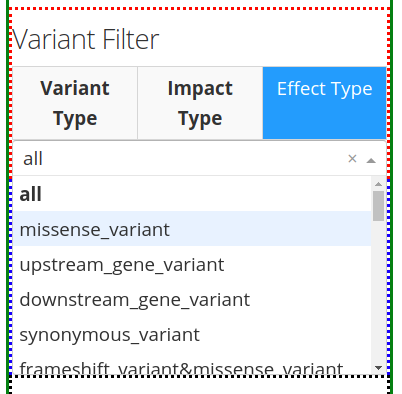 Variant Filter
Variant Type
Impact Type
Effect Type
all
all
missense_variant
upstream_gene_variant
downstream_gene_variant
synonymous_variant
frameshift_variant&missense_variant